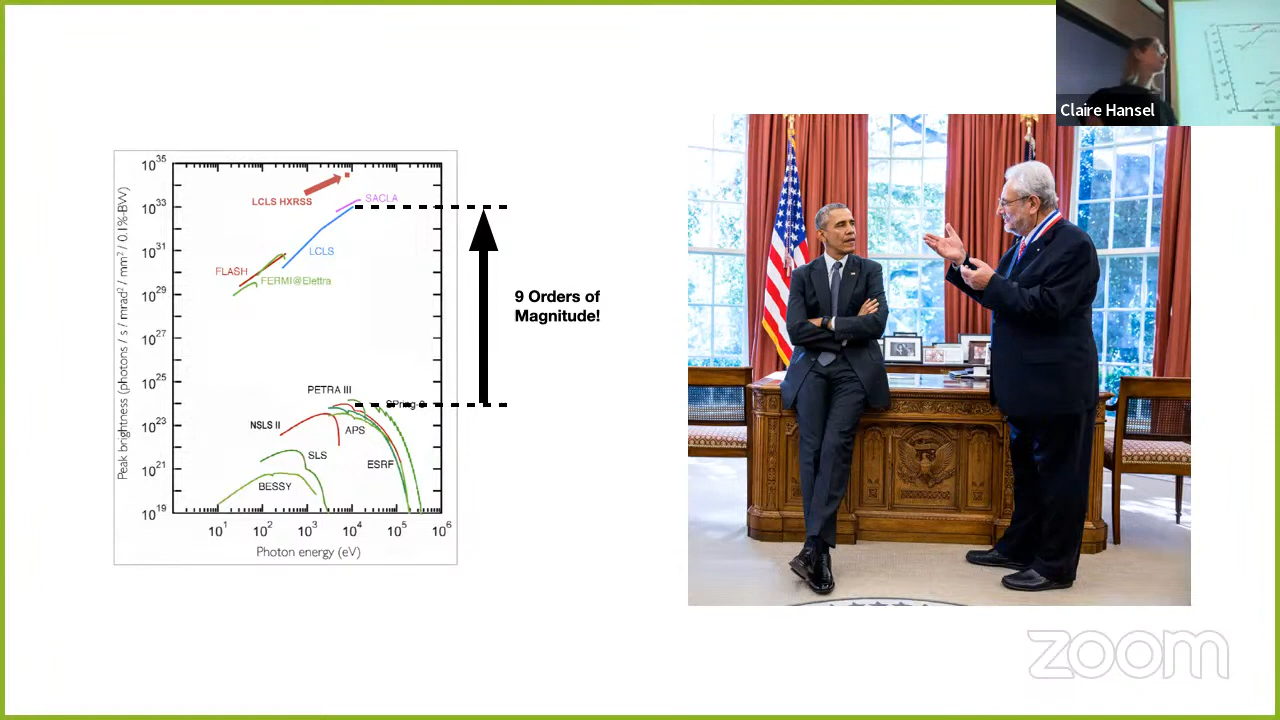 Claire Hansel
10^35
10^33
10^31
10^29
10^27
10^25
10^23
10^21
10^19
Peak brightness (photons / s / mrad² / mm² / 0.1%-BW)
LCLS HXRSS
SACLA
LCLS
FLASH
FERMI@Elettra
PETRA III
SPring-8
NSLS II
APS
SLS
ESRF
BESSY
10^1 10^2 10^3 10^4 10^5 10^6
Photon energy (eV)
9 Orders of
Magnitude!
zoom